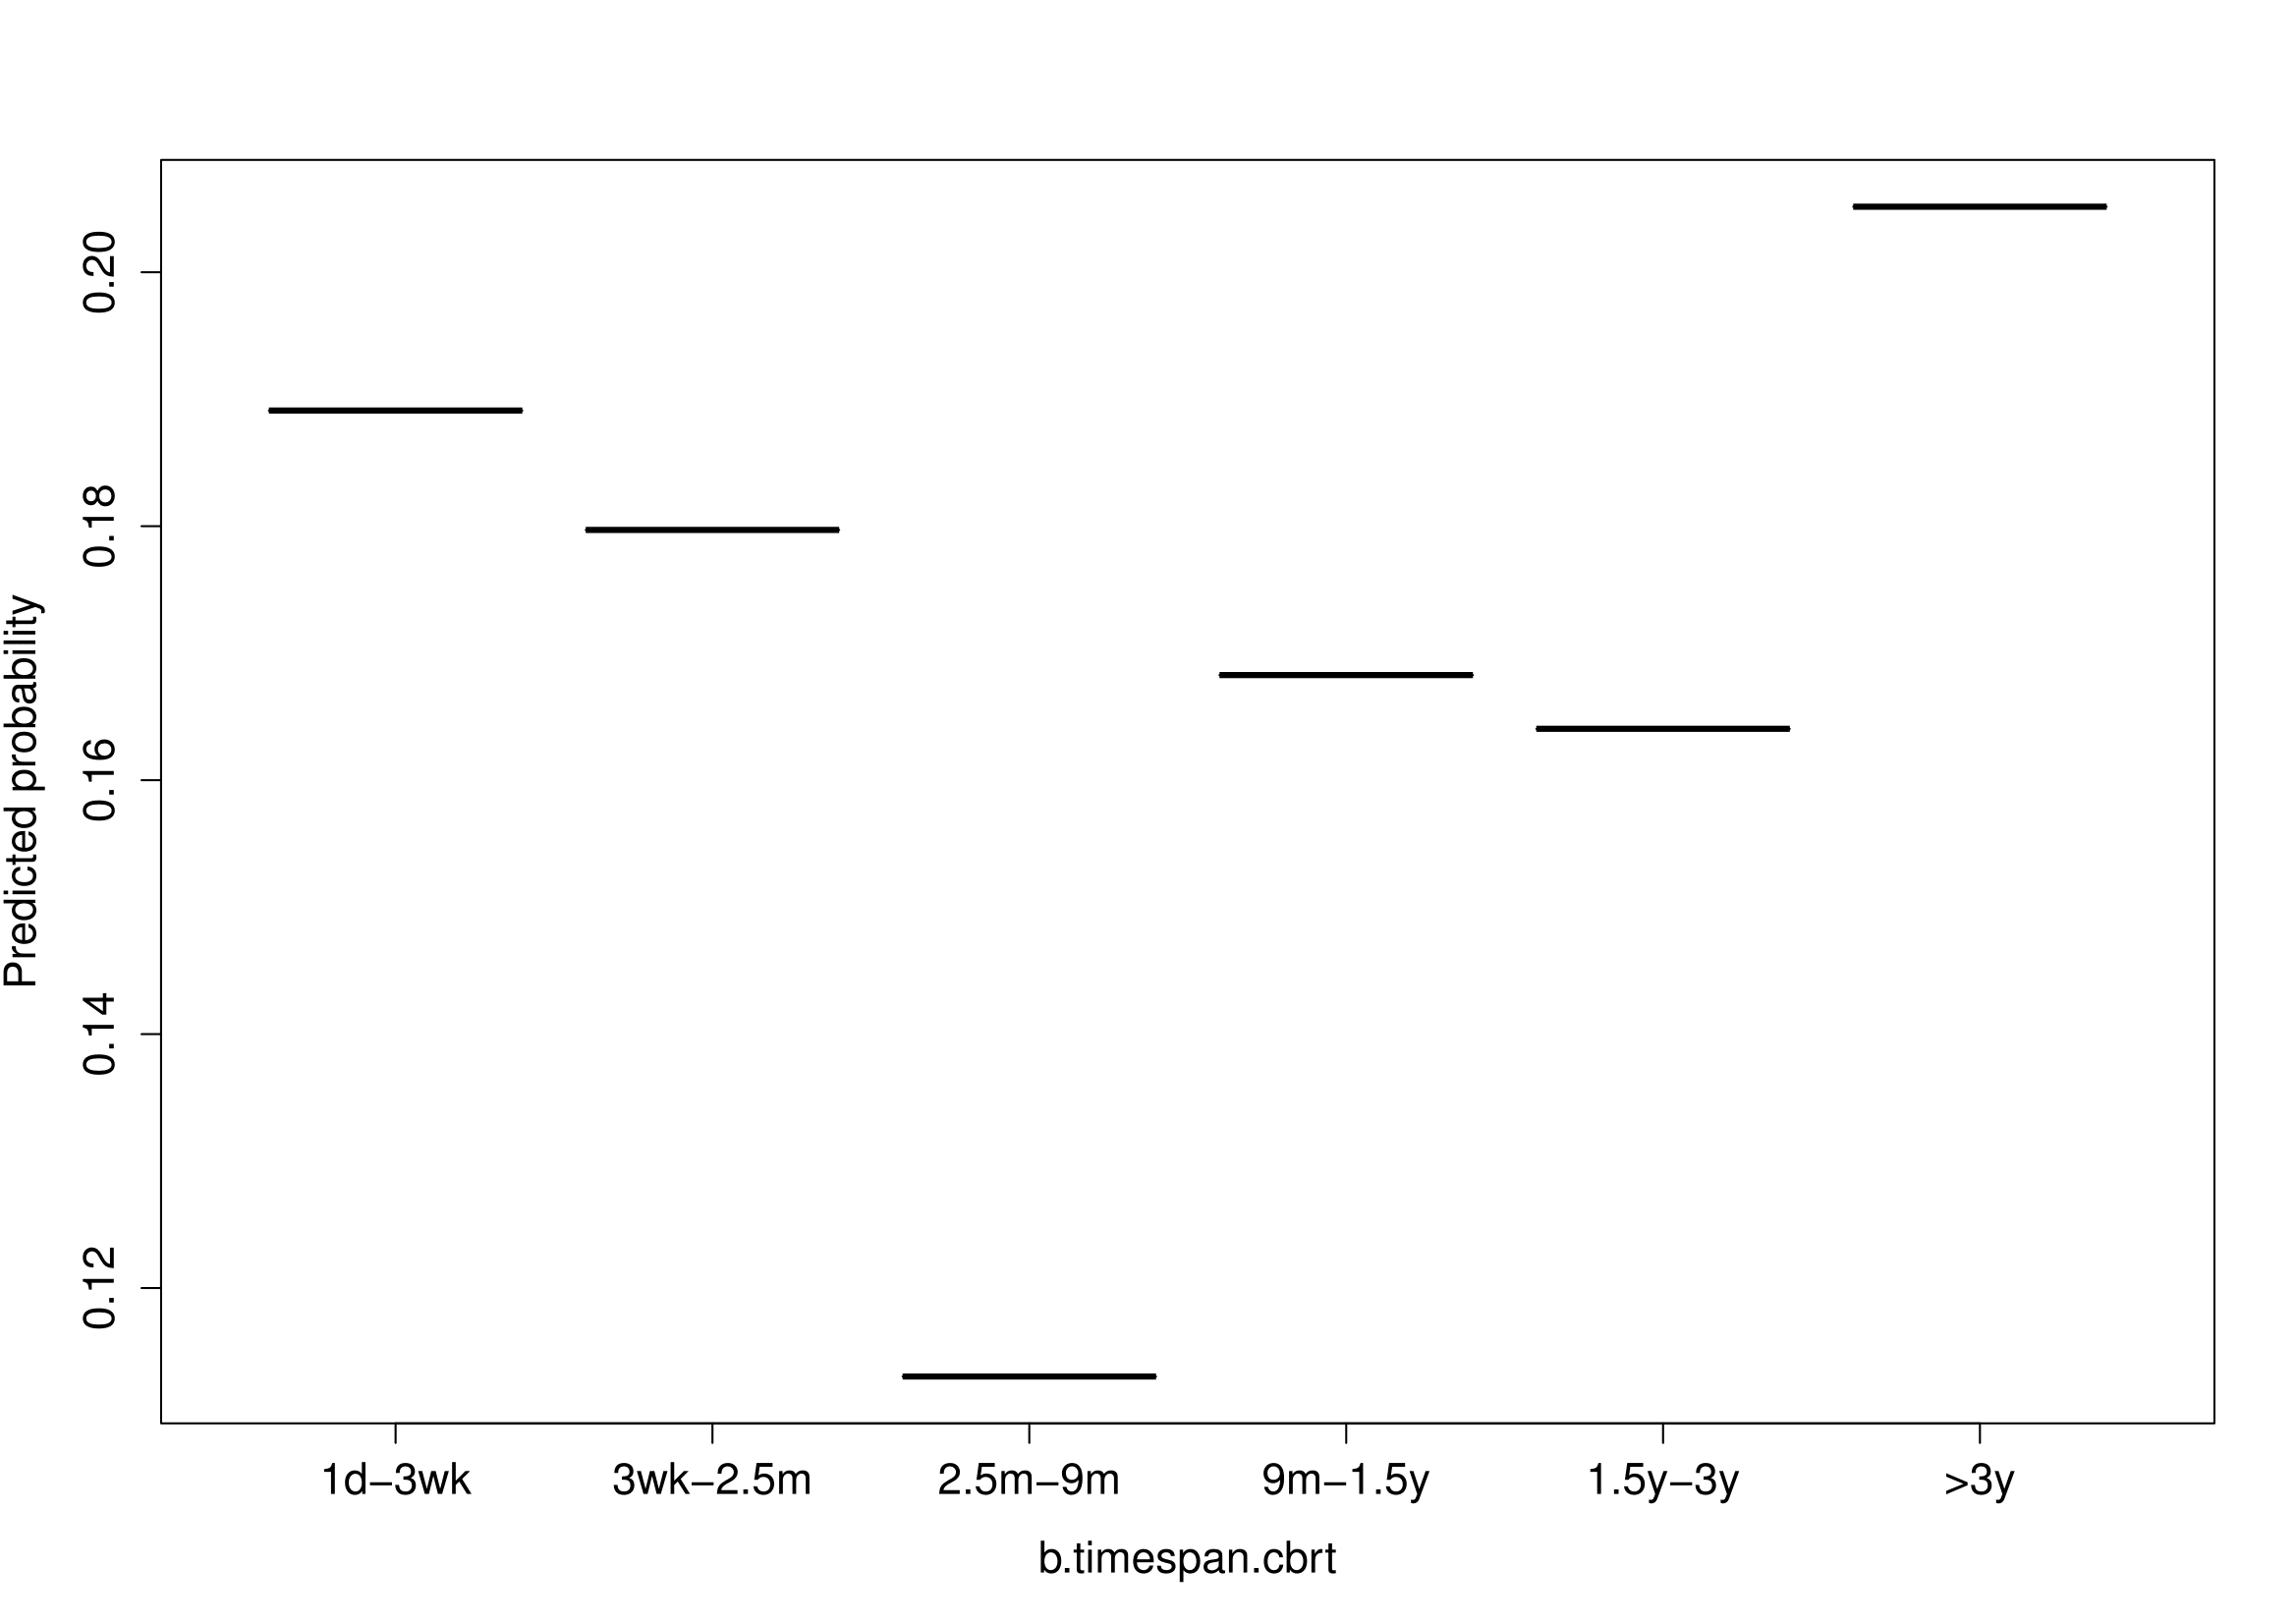 Predicted probability
0.20
0.18
0.16
0.14
0.12
1d−3wk
3wk−2.5m
2.5m−9m
9m−1.5y
1.5y−3y
>3y
b.timespan.cbrt